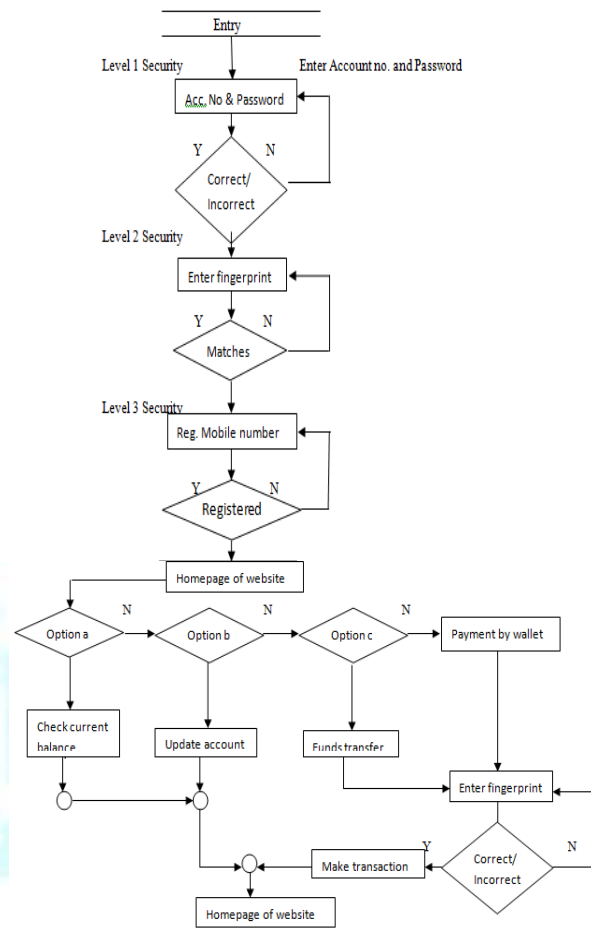 Entry
Level 1 Security
Enter Account no. and Password
Acc. No & Password
Y
N
Correct/
Incorrect
Level 2 Security
Enter fingerprint
Y
N
Matches
Level 3 Security
Reg. Mobile number
Y
N
Registered
Homepage of website
N
N
N
Option a
Option b
Option c
Payment by wallet
Check current
balance
Update account
Funds transfer
Enter fingerprint
Y
N
Correct/
Incorrect
Make transaction
Homepage of website